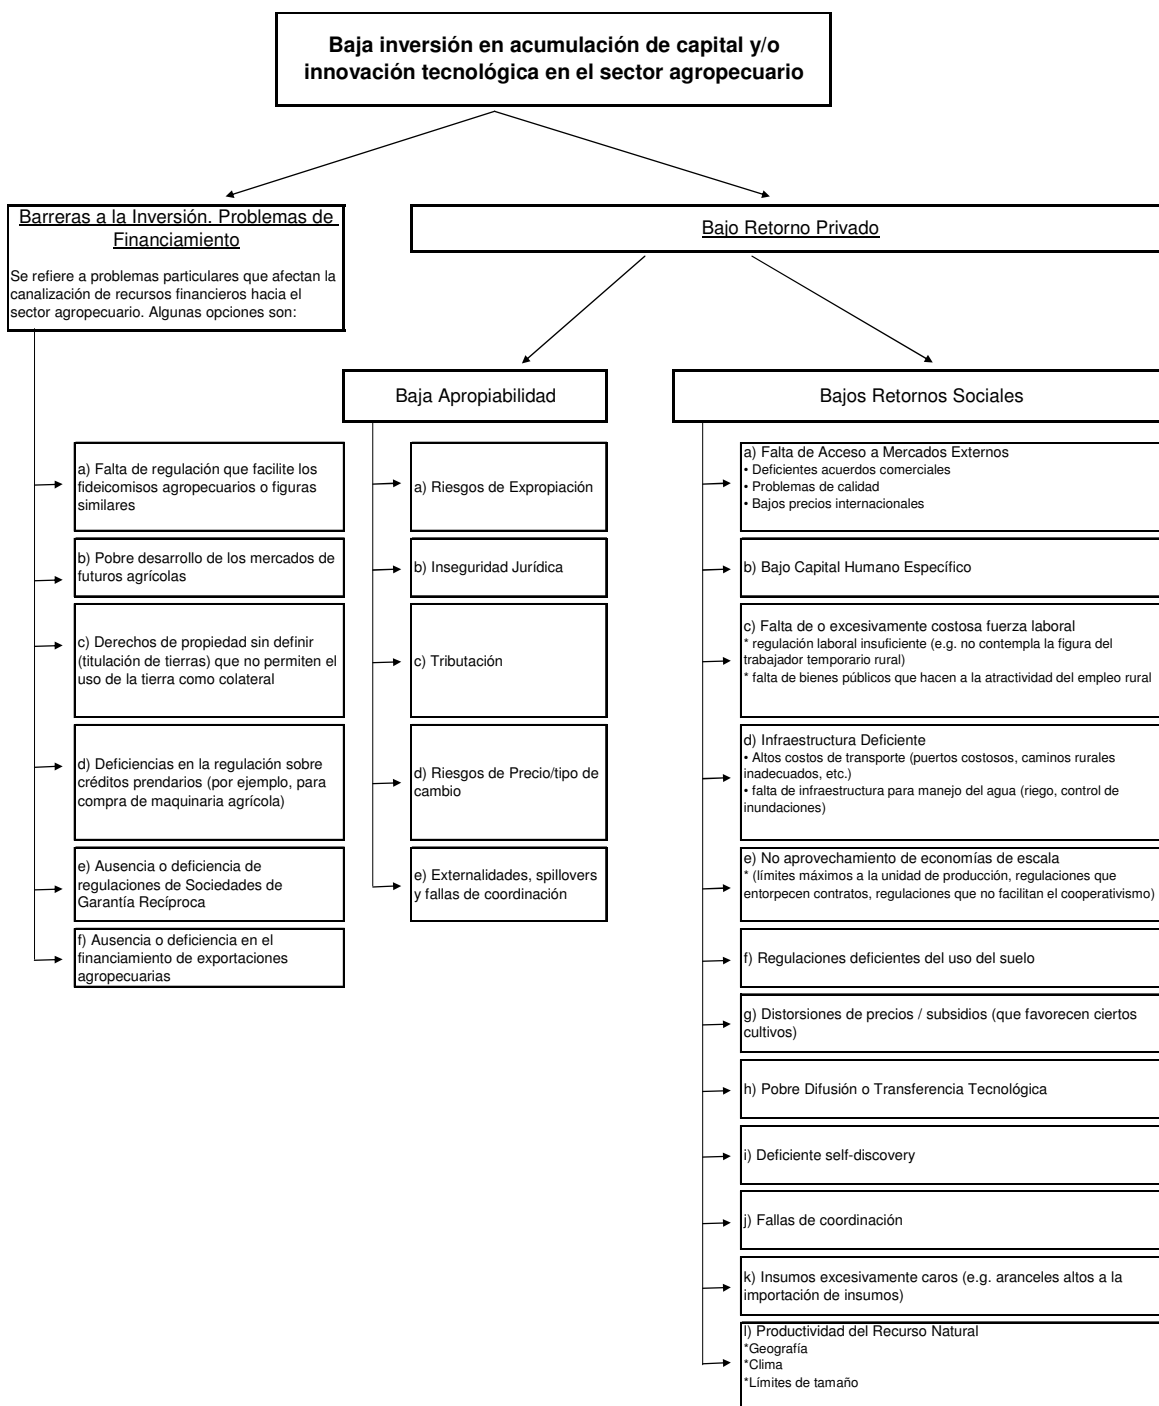 Baja inversión en acumulación de capital y/o
innovación tecnológica en el sector agropecuario
Barreras a la Inversión. Problemas de
Financiamiento
Se refiere a problemas particulares que afectan la
canalización de recursos financieros hacia el
sector agropecuario. Algunas opciones son:
Bajo Retorno Privado
Baja Apropiabilidad
Bajos Retornos Sociales
a) Falta de regulación que facilite los
fideicomisos agropecuarios o figuras
similares
b) Pobre desarrollo de los mercados de
futuros agrícolas
c) Derechos de propiedad sin definir
(titulación de tierras) que no permiten el
uso de la tierra como colateral
d) Deficiencias en la regulación sobre
créditos prendarios (por ejemplo, para
compra de maquinaria agrícola)
e) Ausencia o deficiencia de
regulaciones de Sociedades de
Garantía Recíproca
f) Ausencia o deficiencia en el
financiamiento de exportaciones
agropecuarias
a) Riesgos de Expropiación
b) Inseguridad Jurídica
c) Tributación
d) Riesgos de Precio/tipo de
cambio
e) Externalidades, spillovers
y fallas de coordinación
a) Falta de Acceso a Mercados Externos
• Deficientes acuerdos comerciales
• Problemas de calidad
• Bajos precios internacionales
b) Bajo Capital Humano Específico
c) Falta de o excesivamente costosa fuerza laboral
* regulación laboral insuficiente (e.g. no contempla la figura del
trabajador temporario rural)
* falta de bienes públicos que hacen a la atractividad del empleo rural
d) Infraestructura Deficiente
• Altos costos de transporte (puertos costosos, caminos rurales
inadecuados, etc.)
• falta de infraestructura para manejo del agua (riego, control de
inundaciones)
e) No aprovechamiento de economías de escala
* (límites máximos a la unidad de producción, regulaciones que
entorpecen contratos, regulaciones que no facilitan el cooperativismo)
f) Regulaciones deficientes del uso del suelo
g) Distorsiones de precios / subsidios (que favorecen ciertos
cultivos)
h) Pobre Difusión o Transferencia Tecnológica
i) Deficiente self-discovery
j) Fallas de coordinación
k) Insumos excesivamente caros (e.g. aranceles altos a la
importación de insumos)
l) Productividad del Recurso Natural
*Geografía
*Clima
*Límites de tamaño